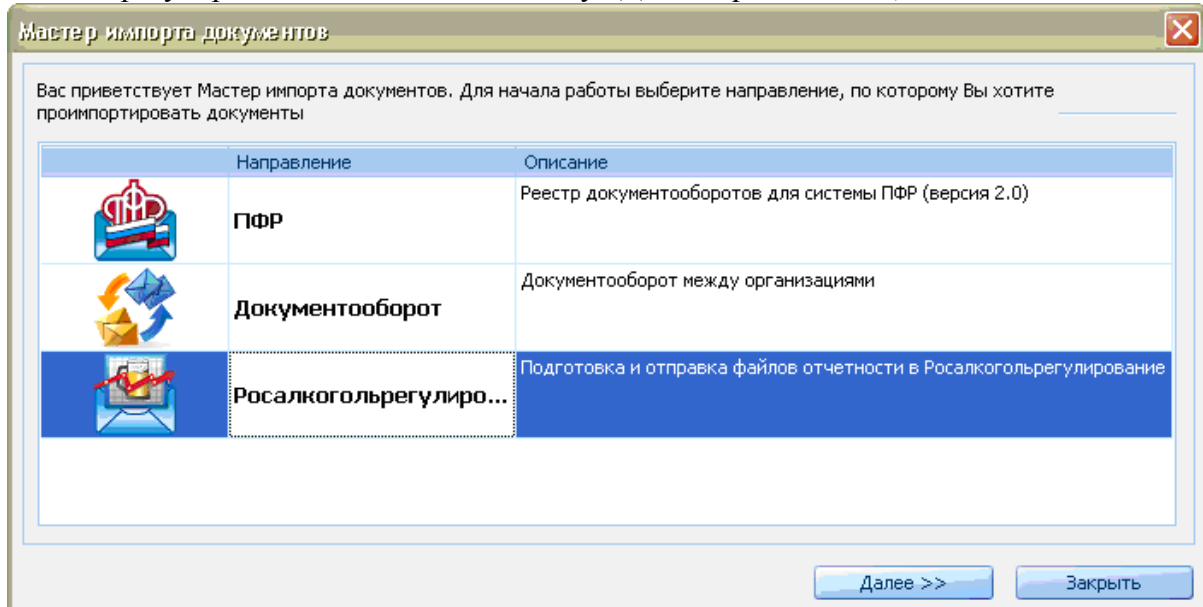 Мастер импорта документов
Вас приветствует Мастер импорта документов. Для начала работы выберите направление, по которому Вы хотите
проимпортировать документы
Направление Описание
ПФР Реестр документооборотов для системы ПФР (версия 2.0)
Документооборот Документооборот между организациями
Росалкогольрегулиро... Подготовка и отправка файлов отчетности в Росалкогольрегулирование
Далее >> Закрыть